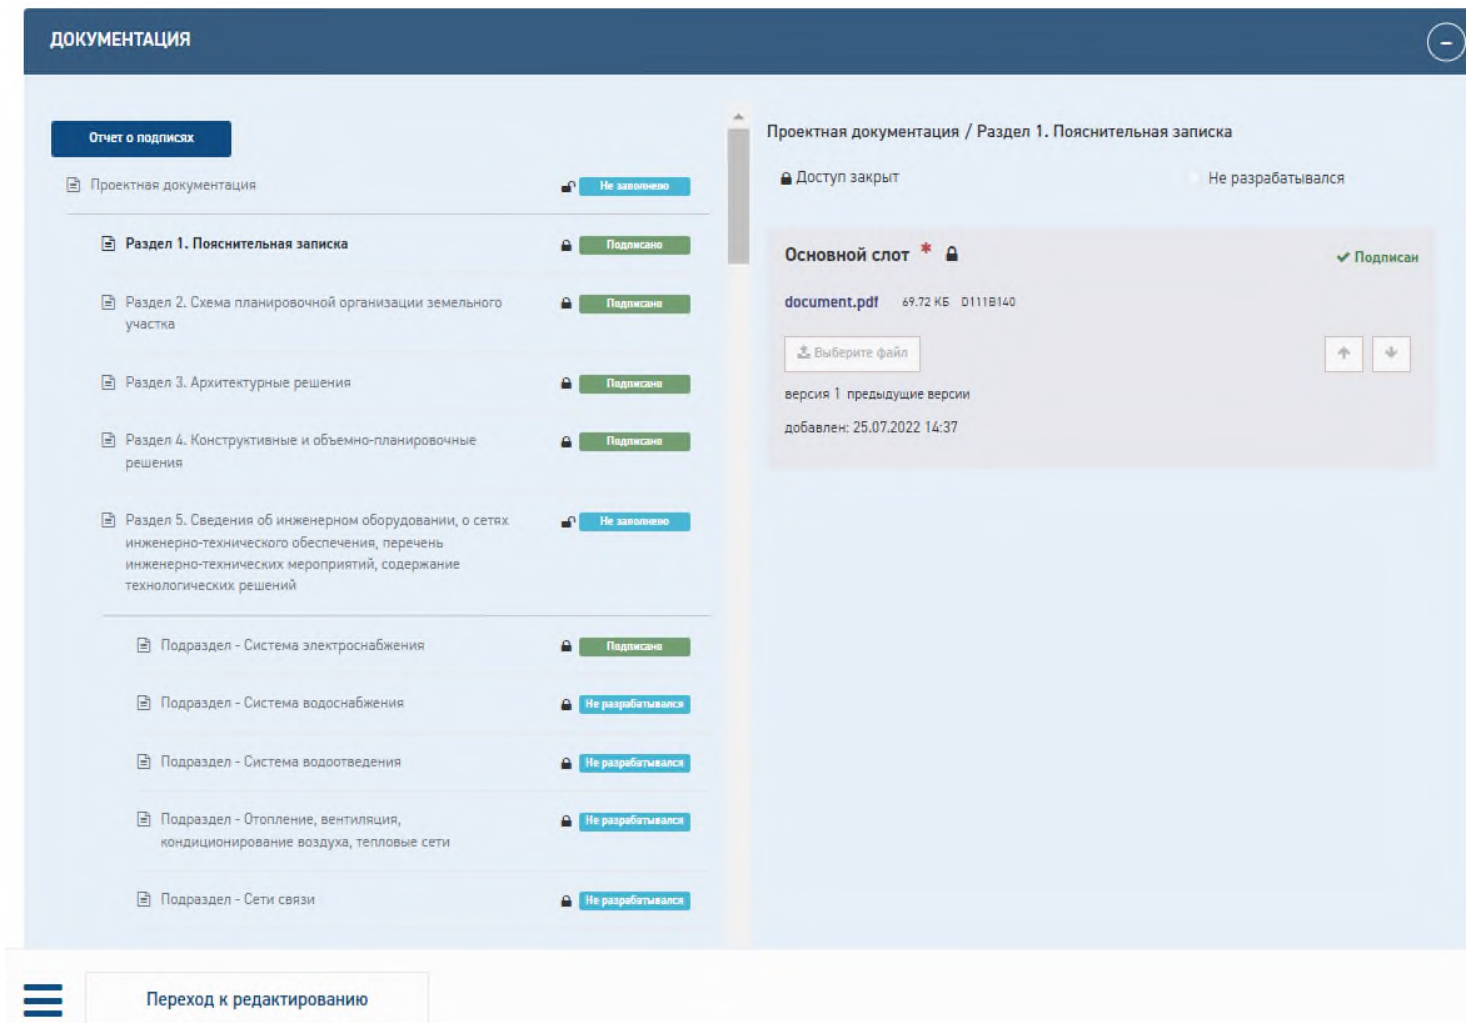 ДОКУМЕНТАЦИЯ
Отчет о подписях
Проектная документация
Не заполнено
Раздел 1. Пояснительная записка
Подписано
Раздел 2. Схема планировочной организации земельного
участка
Подписано
Раздел 3. Архитектурные решения
Подписано
Раздел 4. Конструктивные и объемно-планировочные
решения
Подписано
Раздел 5. Сведения об инженерном оборудовании, о сетях
инженерно-технического обеспечения, перечень
инженерно-технических мероприятий, содержание
технологических решений
Не заполнено
Подраздел - Система электроснабжения
Подписано
Подраздел - Система водоснабжения
Не разрабатывался
Подраздел - Система водоотведения
Не разрабатывался
Подраздел - Отопление, вентиляция,
кондиционирование воздуха, тепловые сети
Не разрабатывался
Подраздел - Сети связи
Не разрабатывался
Проектная документация / Раздел 1. Пояснительная записка
Доступ закрыт
Не разрабатывался
Основной слот *
Подписан
document.pdf 69.72 КБ D111B140
Выберите файл
версия 1 предыдущие версии
добавлен: 25.07.2022 14:37
Переход к редактированию